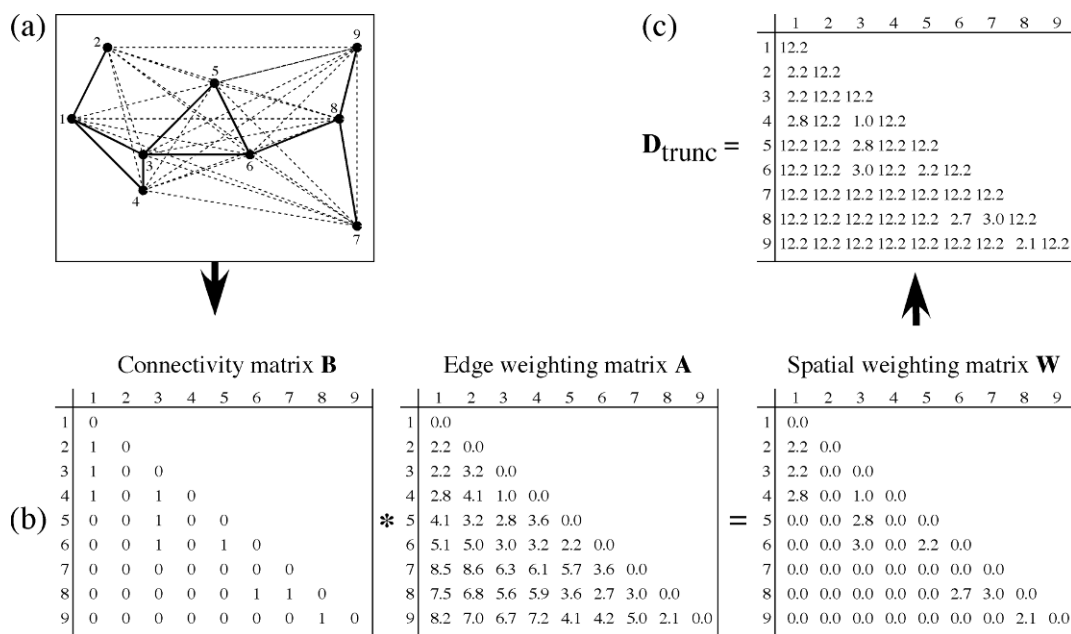 (a)
2
9
5
1
8
3
6
4
7
(c)
1 2 3 4 5 6 7 8 9
1 12.2
2 2.2 12.2
3 2.2 12.2 12.2
4 2.8 12.2 1.0 12.2
5 12.2 12.2 2.8 12.2 12.2
6 12.2 12.2 3.0 12.2 2.2 12.2
7 12.2 12.2 12.2 12.2 12.2 12.2 12.2
8 12.2 12.2 12.2 12.2 12.2 2.7 3.0 12.2
9 12.2 12.2 12.2 12.2 12.2 12.2 12.2 2.1 12.2
Dtrunc =
(b)
Connectivity matrix B
1 2 3 4 5 6 7 8 9
1 0
2 1 0
3 1 0 0
4 1 0 1 0
5 0 0 1 0 0
6 0 0 1 0 1 0
7 0 0 0 0 0 0 0
8 0 0 0 0 0 1 1 0
9 0 0 0 0 0 0 0 1 0
*
Edge weighting matrix A
1 2 3 4 5 6 7 8 9
1 0.0
2 2.2 0.0
3 2.2 3.2 0.0
4 2.8 4.1 1.0 0.0
5 4.1 3.2 2.8 3.6 0.0
6 5.1 5.0 3.0 3.2 2.2 0.0
7 8.5 8.6 6.3 6.1 5.7 3.6 0.0
8 7.5 6.8 5.6 5.9 3.6 2.7 3.0 0.0
9 8.2 7.0 6.7 7.2 4.1 4.2 5.0 2.1 0.0
=
Spatial weighting matrix W
1 2 3 4 5 6 7 8 9
1 0.0
2 2.2 0.0
3 2.2 0.0 0.0
4 2.8 0.0 1.0 0.0
5 0.0 0.0 2.8 0.0 0.0
6 0.0 0.0 3.0 0.0 2.2 0.0
7 0.0 0.0 0.0 0.0 0.0 0.0 0.0
8 0.0 0.0 0.0 0.0 0.0 2.7 3.0 0.0
9 0.0 0.0 0.0 0.0 0.0 0.0 0.0 2.1 0.0